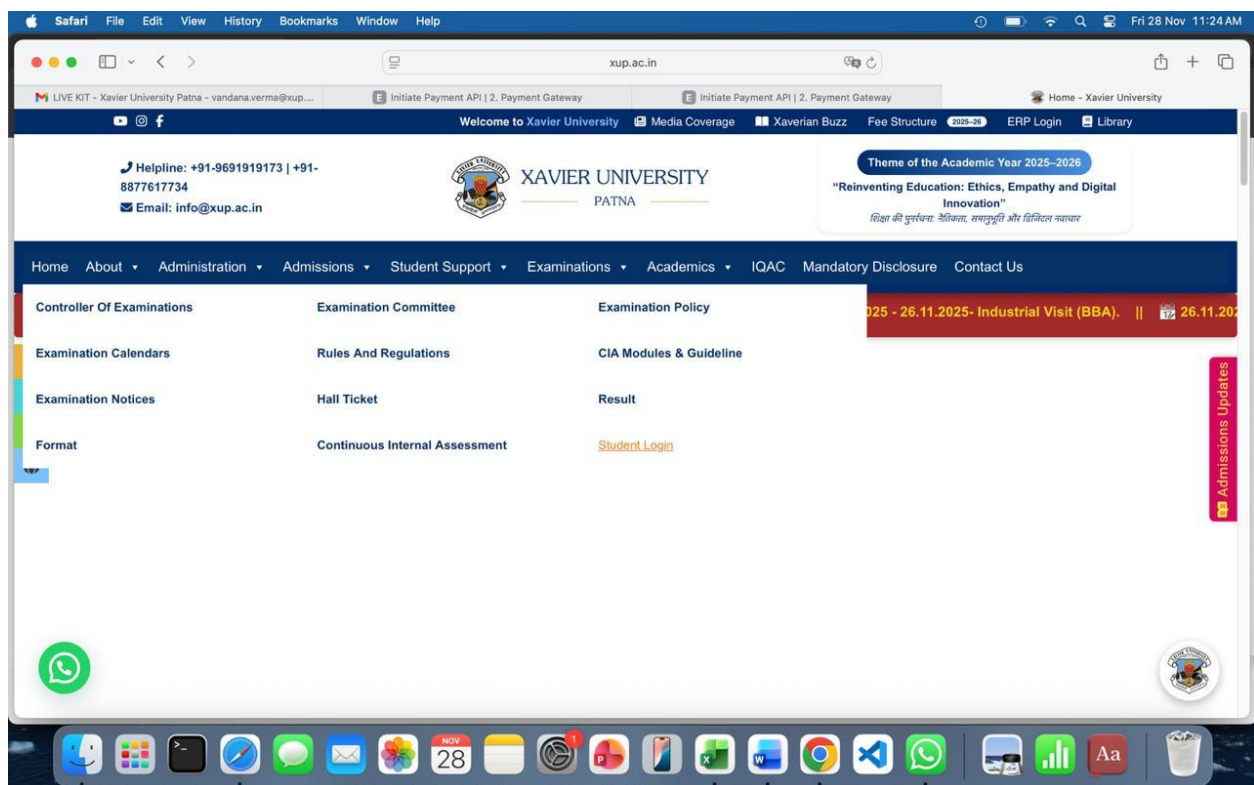 Safari File Edit View History Bookmarks Window Help Fri 28 Nov 11:24 AM
xup.ac.in
LIVE KIT - Xavier University Patna - vandana.verma@xup.... Initiate Payment API | 2. Payment Gateway Initiate Payment API | 2. Payment Gateway Home - Xavier University
Welcome to Xavier University Media Coverage Xaverian Buzz Fee Structure 2025-26 ERP Login Library
Helpline: +91-9691919173 | +91-
8877617734
Email: info@xup.ac.in
XAVIER UNIVERSITY
PATNA
Theme of the Academic Year 2025–2026
“Reinventing Education: Ethics, Empathy and Digital
Innovation”
शिक्षा की पुनर्रचना: नैतिकता, समानुभूति और डिजिटल नवाचार
Home About Administration Admissions Student Support Examinations Academics IQAC Mandatory Disclosure Contact Us
025 - 26.11.2025- Industrial Visit (BBA). || 26.11.202
Controller Of Examinations Examination Committee Examination Policy
Examination Calendars Rules And Regulations CIA Modules & Guideline
Examination Notices Hall Ticket Result
Format Continuous Internal Assessment Student Login
Admissions Updates
NOV
28
Aa